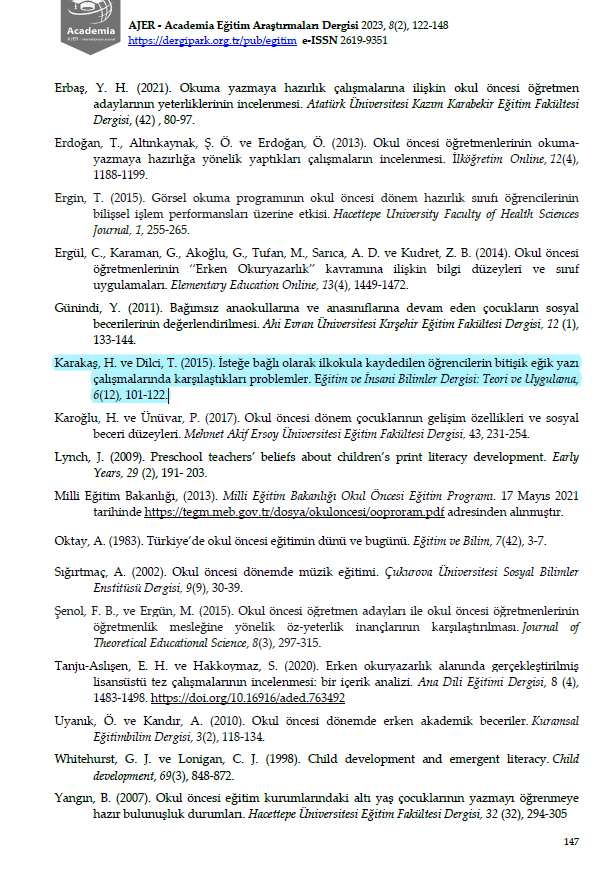 Academia
AJER - International Journal
AJER - Academia Eğitim Araştırmaları Dergisi 2023, 8(2), 122-148
https://dergipark.org.tr/pub/egitim e-ISSN 2619-9351
Erbaş, Y. H. (2021). Okuma yazmaya hazırlık çalışmalarına ilişkin okul öncesi öğretmen
adaylarının yeterliklerinin incelenmesi. Atatürk Üniversitesi Kazım Karabekir Eğitim Fakültesi
Dergisi, (42) , 80-97.
Erdoğan, T., Altınkaynak, Ş. Ö. ve Erdoğan, Ö. (2013). Okul öncesi öğretmenlerinin okuma-
yazmaya hazırlığa yönelik yaptıkları çalışmaların incelenmesi. İlköğretim Online, 12(4),
1188-1199.
Ergin, T. (2015). Görsel okuma programının okul öncesi dönem hazırlık sınıfı öğrencilerinin
bilişsel işlem performansları üzerine etkisi. Hacettepe University Faculty of Health Sciences
Journal, 1, 255-265.
Ergül, C., Karaman, G., Akoğlu, G., Tufan, M., Sarıca, A. D. ve Kudret, Z. B. (2014). Okul öncesi
öğretmenlerinin ‘‘Erken Okuryazarlık’’ kavramına ilişkin bilgi düzeyleri ve sınıf
uygulamaları. Elementary Education Online, 13(4), 1449-1472.
Günindi, Y. (2011). Bağımsız anaokullarına ve anasınıflarına devam eden çocukların sosyal
becerilerinin değerlendirilmesi. Ahi Evran Üniversitesi Kırşehir Eğitim Fakültesi Dergisi, 12 (1),
133-144.
Karakaş, H. ve Dilci, T. (2015). İsteğe bağlı olarak ilkokula kaydedilen öğrencilerin bitişik eğik yazı
çalışmalarında karşılaştıkları problemler. Eğitim ve İnsani Bilimler Dergisi: Teori ve Uygulama,
6(12), 101-122.
Karoğlu, H. ve Ünüvar, P. (2017). Okul öncesi dönem çocuklarının gelişim özellikleri ve sosyal
beceri düzeyleri. Mehmet Akif Ersoy Üniversitesi Eğitim Fakültesi Dergisi, 43, 231-254.
Lynch, J. (2009). Preschool teachers’ beliefs about children’s print literacy development. Early
Years, 29 (2), 191- 203.
Milli Eğitim Bakanlığı, (2013). Milli Eğitim Bakanlığı Okul Öncesi Eğitim Programı. 17 Mayıs 2021
tarihinde https://tegm.meb.gov.tr/dosya/okuloncesi/ooproram.pdf adresinden alınmıştır.
Oktay, A. (1983). Türkiye’de okul öncesi eğitimin dünü ve bugünü. Eğitim ve Bilim, 7(42), 3-7.
Sığırtmaç, A. (2002). Okul öncesi dönemde müzik eğitimi. Çukurova Üniversitesi Sosyal Bilimler
Enstitüsü Dergisi, 9(9), 30-39.
Şenol, F. B., ve Ergün, M. (2015). Okul öncesi öğretmen adayları ile okul öncesi öğretmenlerinin
öğretmenlik mesleğine yönelik öz-yeterlik inançlarının karşılaştırılması. Journal of
Theoretical Educational Science, 8(3), 297-315.
Tanju-Aslışen, E. H. ve Hakkoymaz, S. (2020). Erken okuryazarlık alanında gerçekleştirilmiş
lisansüstü tez çalışmalarının incelenmesi: bir içerik analizi. Ana Dili Eğitimi Dergisi, 8 (4),
1483-1498. https://doi.org/10.16916/aded.763492
Uyanık, Ö. ve Kandır, A. (2010). Okul öncesi dönemde erken akademik beceriler. Kuramsal
Eğitimbilim Dergisi, 3(2), 118-134.
Whitehurst, G. J. ve Lonigan, C. J. (1998). Child development and emergent literacy. Child
development, 69(3), 848-872.
Yangın, B. (2007). Okul öncesi eğitim kurumlarındaki altı yaş çocuklarının yazmayı öğrenmeye
hazır bulunuşluk durumları. Hacettepe Üniversitesi Eğitim Fakültesi Dergisi, 32 (32), 294-305
147